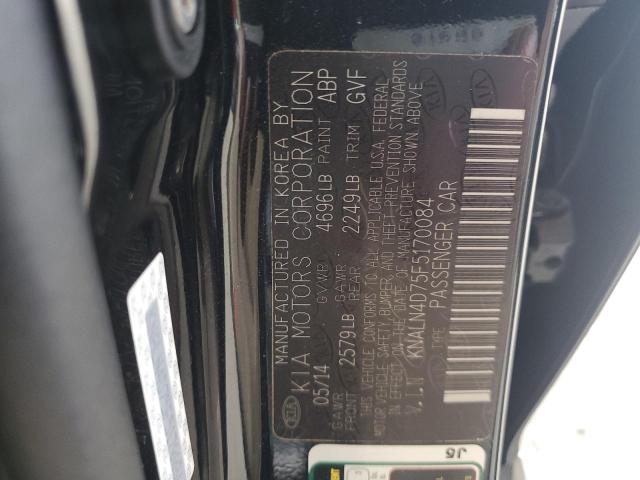 MANUFACTURED IN KOREA BY
KIA MOTORS CORPORATION
05/14 GVWR 4696LB PAINT ABP
GAWR FRONT 2579LB GAWR REAR 2249LB TRIM GVF
THIS VEHICLE CONFORMS TO ALL APPLICABLE U.S.A. FEDERAL
MOTOR VEHICLE SAFETY, BUMPER, AND THEFT PREVENTION STANDARDS
IN EFFECT ON THE DATE OF MANUFACTURE SHOWN ABOVE
V.I.N KNALN4D75F5170084
PASSENGER CAR
KIA
J5